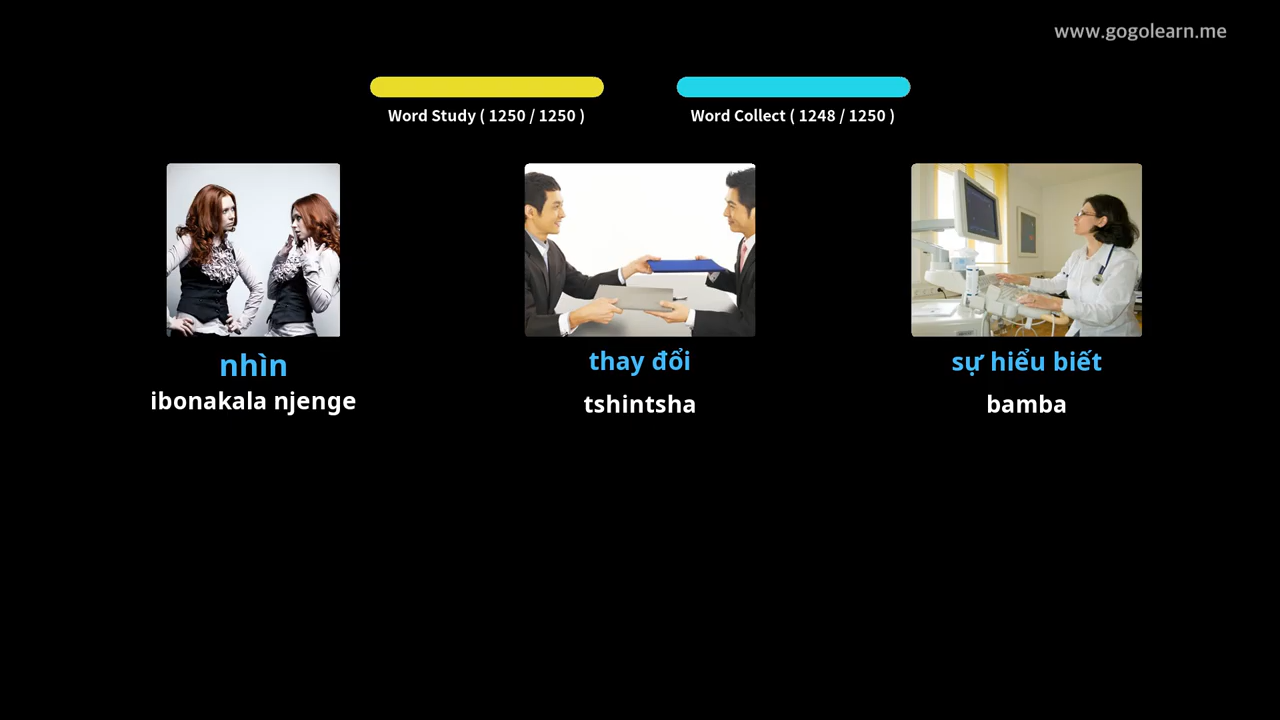 www.gogolearn.me
Word Study ( 1250 / 1250 )
Word Collect ( 1248 / 1250 )
nhìn
ibonakala njenge
thay đổi
tshintsha
sự hiểu biết
bamba